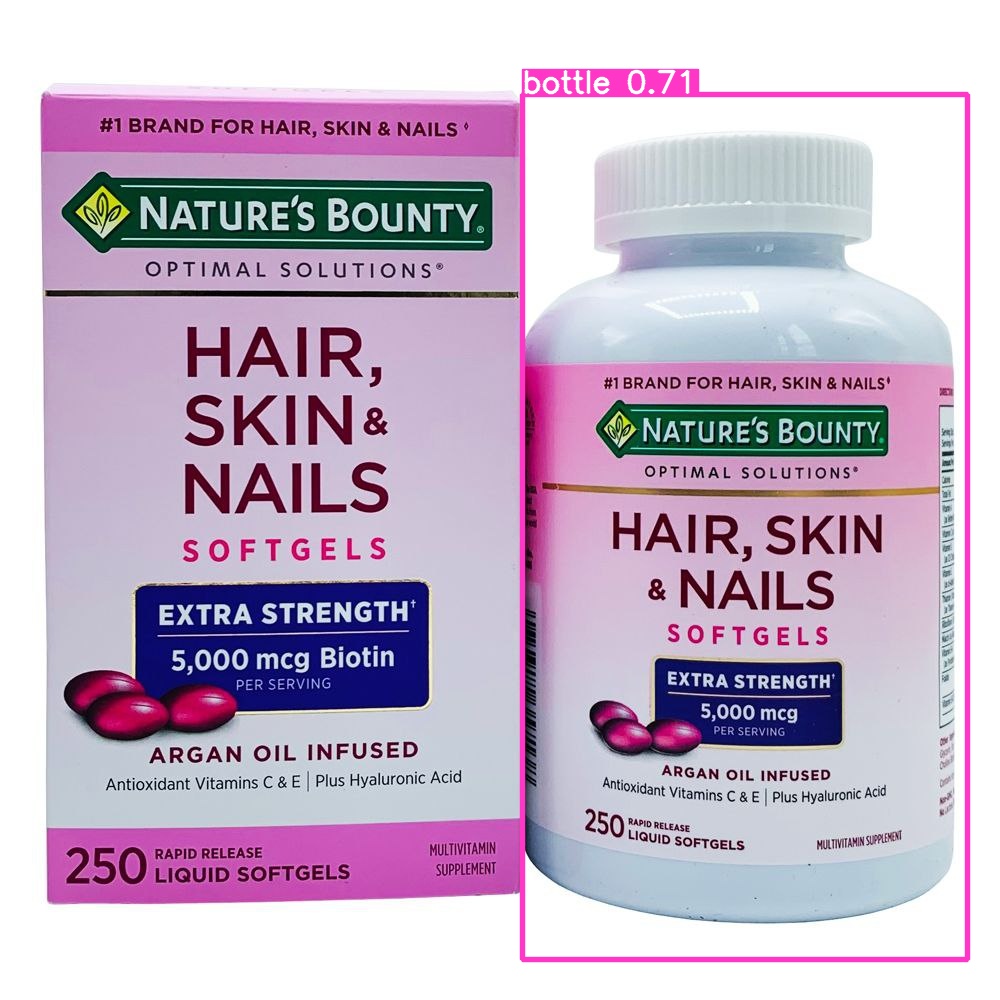 bottle 0.71
SOFTGELS
#1 BRAND FOR HAIR, SKIN & NAILS ◊
NATURE'S BOUNTY®
OPTIMAL SOLUTIONS®
HAIR,
SKIN &
NAILS
SOFTGELS
EXTRA STRENGTH†
5,000 mcg Biotin
PER SERVING
ARGAN OIL INFUSED
Antioxidant Vitamins C & E | Plus Hyaluronic Acid
250 RAPID RELEASE
LIQUID SOFTGELS
MULTIVITAMIN
SUPPLEMENT
#1 BRAND FOR HAIR, SKIN & NAILS◊
NATURE'S BOUNTY®
OPTIMAL SOLUTIONS®
HAIR, SKIN
& NAILS
SOFTGELS
EXTRA STRENGTH†
5,000 mcg
PER SERVING
ARGAN OIL INFUSED
Antioxidant Vitamins C & E | Plus Hyaluronic Acid
250 RAPID RELEASE
LIQUID SOFTGELS
MULTIVITAMIN SUPPLEMENT